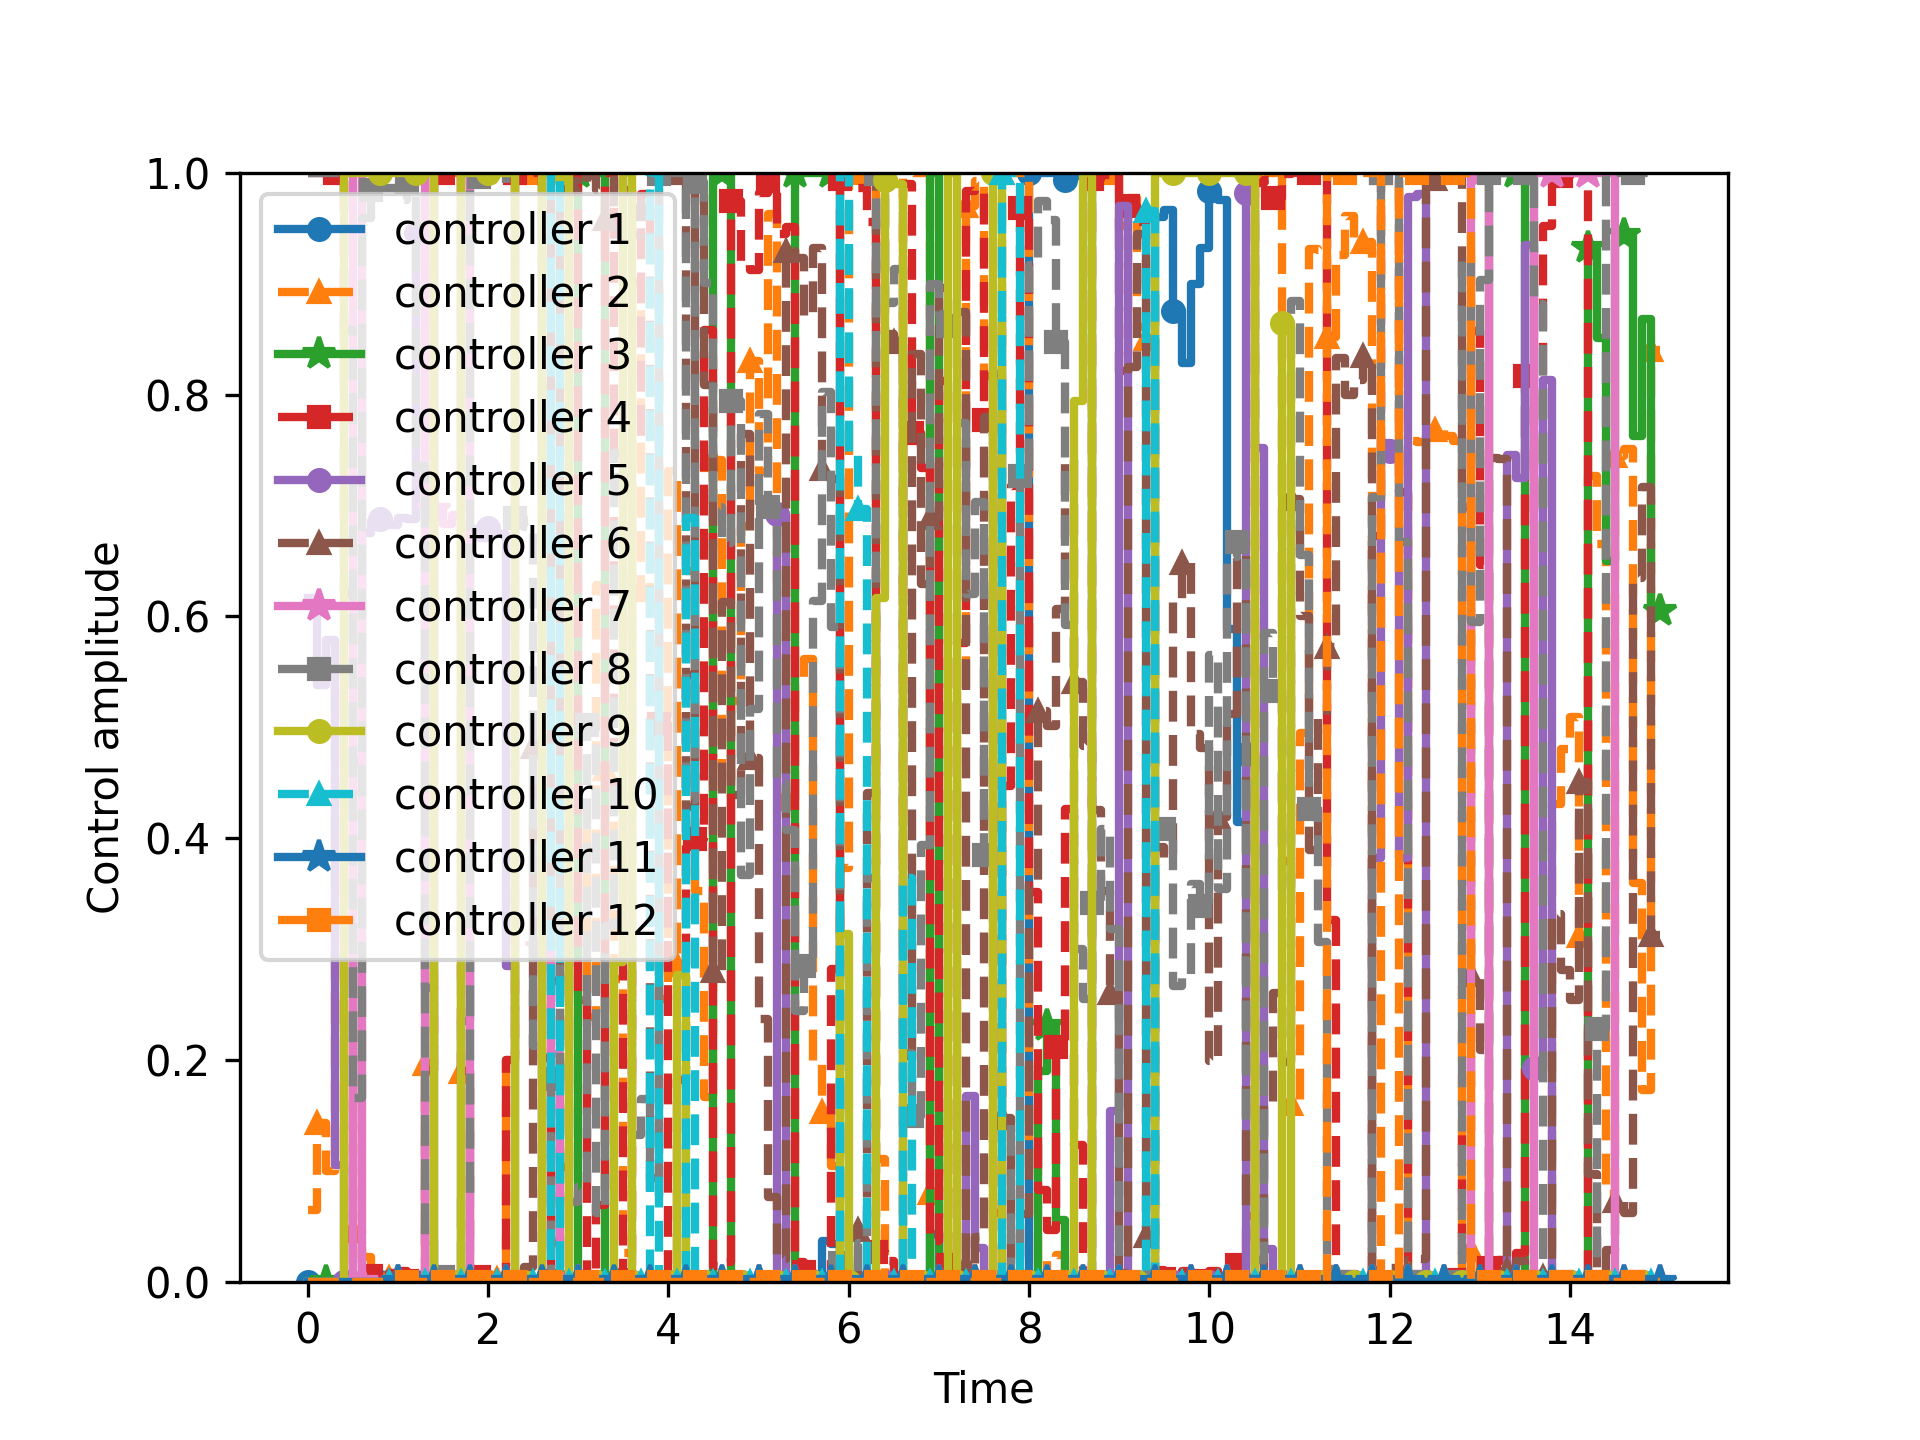 1.0
0.8
0.6
0.4
0.2
0.0
Control amplitude
controller 1
controller 2
controller 3
controller 4
controller 5
controller 6
controller 7
controller 8
controller 9
controller 10
controller 11
controller 12
0 2 4 6 8 10 12 14
Time